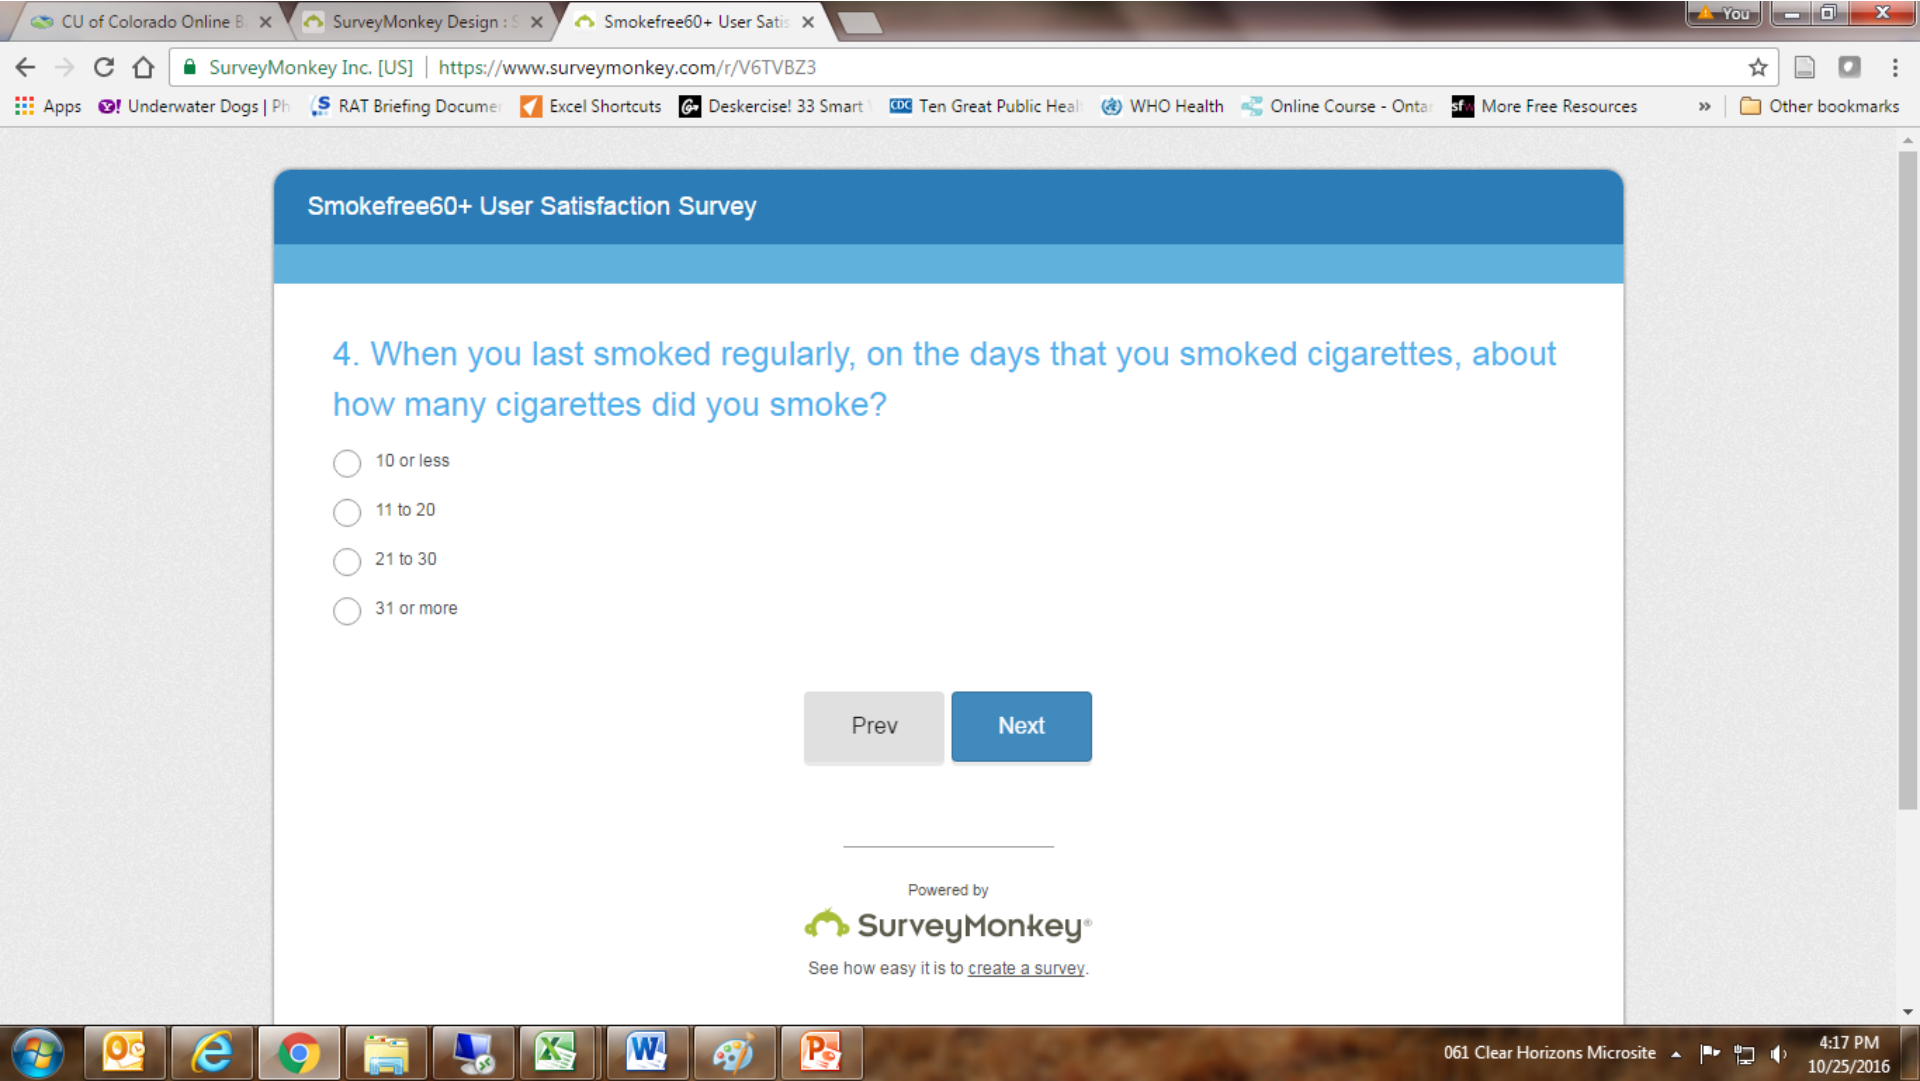 CU of Colorado Online B
SurveyMonkey Design : S
Smokefree60+ User Satis
You
SurveyMonkey Inc. [US]
https://www.surveymonkey.com/r/V6TVBZ3
Apps
Underwater Dogs | Ph
RAT Briefing Documer
Excel Shortcuts
Deskercise! 33 Smart
CDC
Ten Great Public Heal
WHO Health
Online Course - Ontar
sfw
More Free Resources
»
Other bookmarks
Smokefree60+ User Satisfaction Survey
4. When you last smoked regularly, on the days that you smoked cigarettes, about
how many cigarettes did you smoke?
10 or less
11 to 20
21 to 30
31 or more
Prev
Next
Powered by
SurveyMonkey®
See how easy it is to create a survey.
061 Clear Horizons Microsite
4:17 PM
10/25/2016